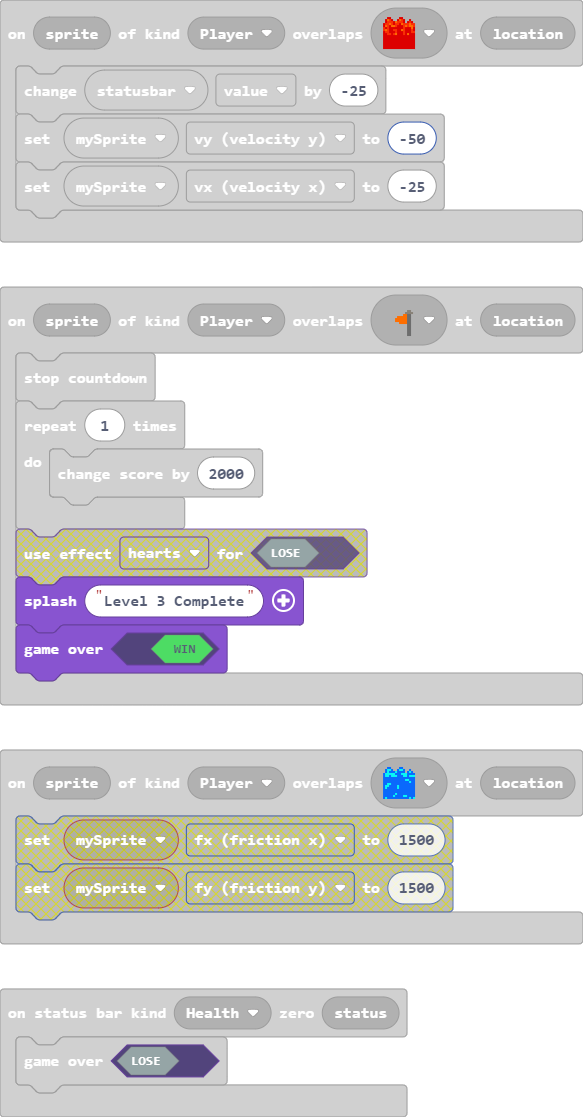 on sprite of kind Player overlaps at location
change statusbar value by -25
set mySprite vy (velocity y) to -50
set mySprite vx (velocity x) to -25
on sprite of kind Player overlaps at location
stop countdown
repeat 1 times
do change score by 2000
use effect hearts for LOSE
splash "Level 3 Complete"
game over WIN
on sprite of kind Player overlaps at location
set mySprite fx (friction x) to 1500
set mySprite fy (friction y) to 1500
on status bar kind Health zero status
game over LOSE